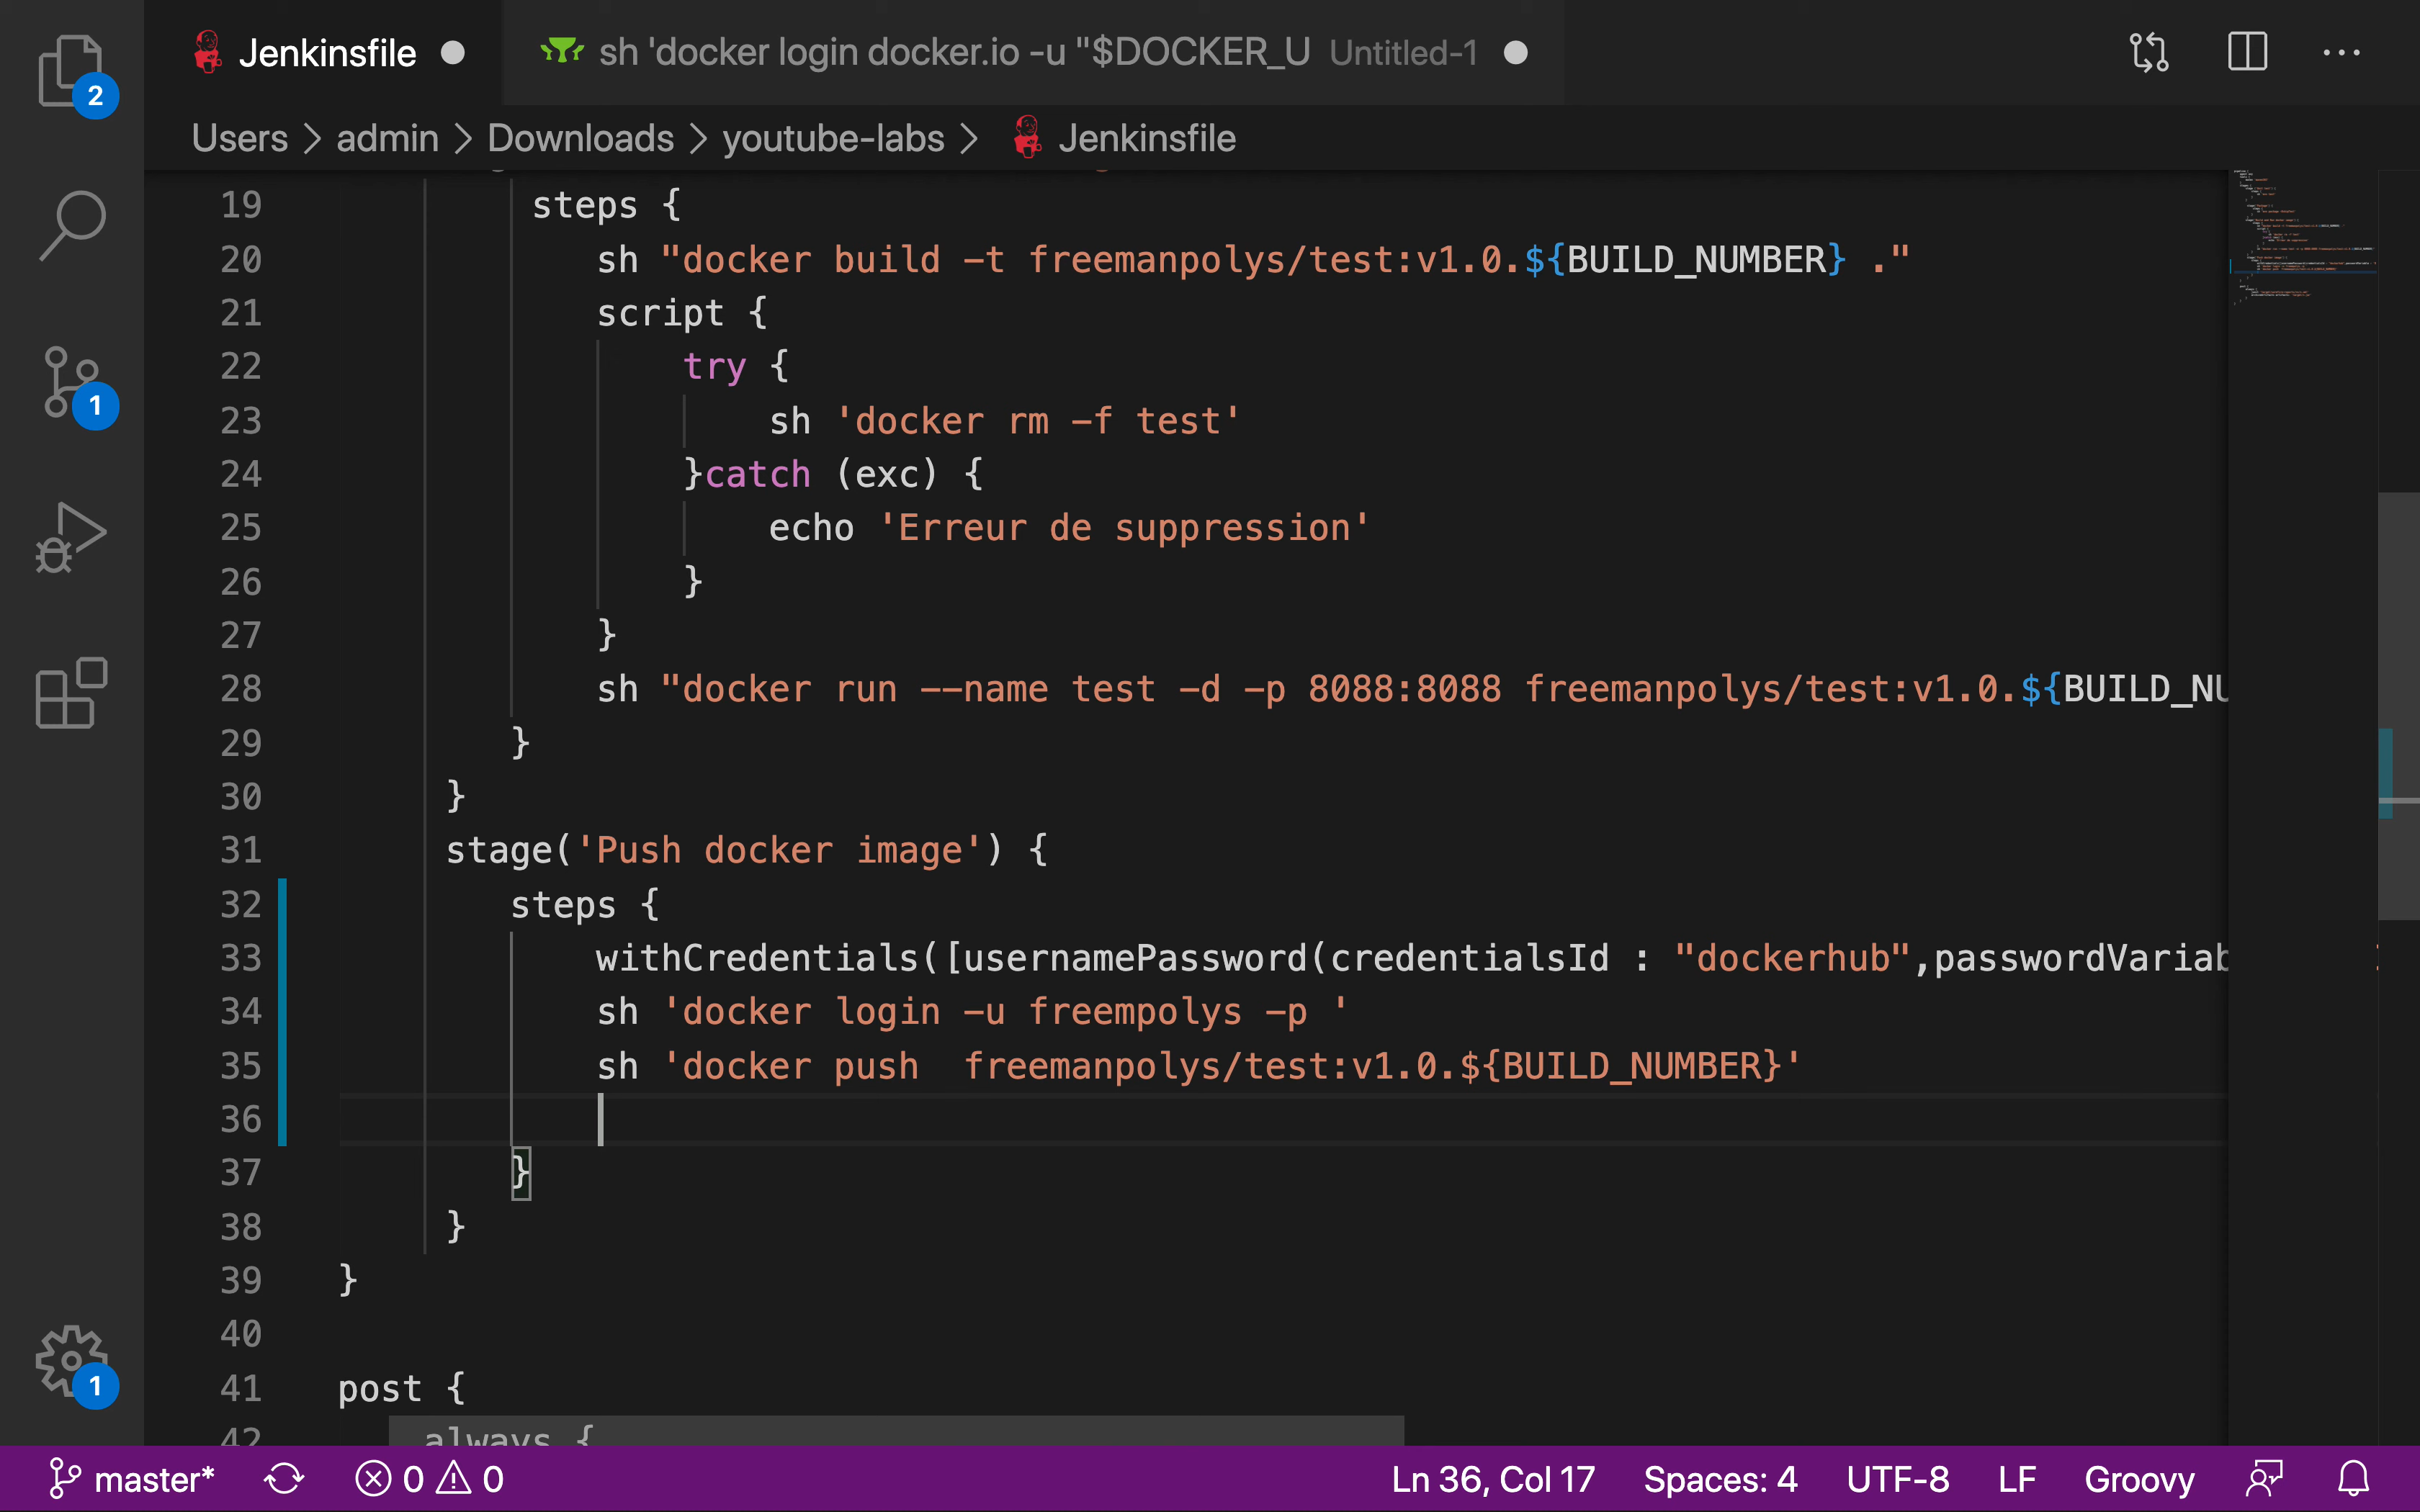 Jenkinsfile
sh 'docker login docker.io -u "$DOCKER_U Untitled-1
2
Users > admin > Downloads > youtube-labs > Jenkinsfile
19 steps {
20 sh "docker build -t freemanpolys/test:v1.0.${BUILD_NUMBER} ."
21 script {
22 try {
23 sh 'docker rm -f test'
24 }catch (exc) {
25 echo 'Erreur de suppression'
26 }
27 }
28 sh "docker run --name test -d -p 8088:8088 freemanpolys/test:v1.0.${BUILD_NU
29 }
30 }
31 stage('Push docker image') {
32 steps {
33 withCredentials([usernamePassword(credentialsId : "dockerhub",passwordVariab
34 sh 'docker login -u freempolys -p '
35 sh 'docker push  freemanpolys/test:v1.0.${BUILD_NUMBER}'
36
37 }
38 }
39 }
40
41 post {
42 always {
1
1
master* 0 0 Ln 36, Col 17 Spaces: 4 UTF-8 LF Groovy